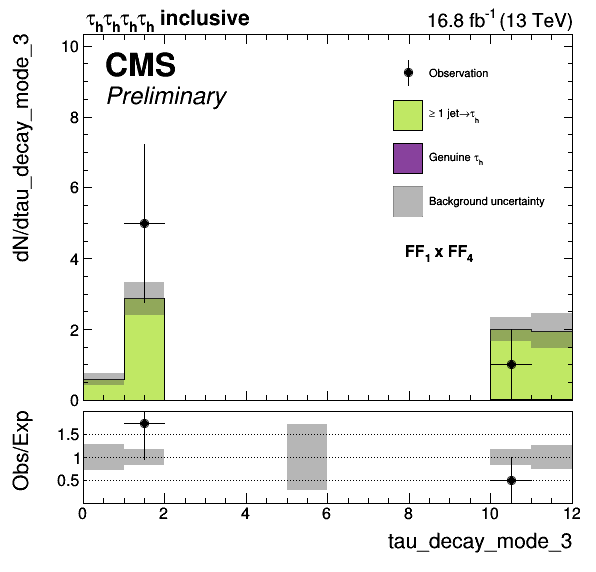 τhτhτhτh inclusive
16.8 fb⁻¹ (13 TeV)
dN/dtau_decay_mode_3
CMS
Preliminary
Observation
≥ 1 jet→τh
Genuine τh
Background uncertainty
FF₁ x FF₄
10
8
6
4
2
0
Obs/Exp
1.5
1
0.5
0 2 4 6 8 10 12
tau_decay_mode_3